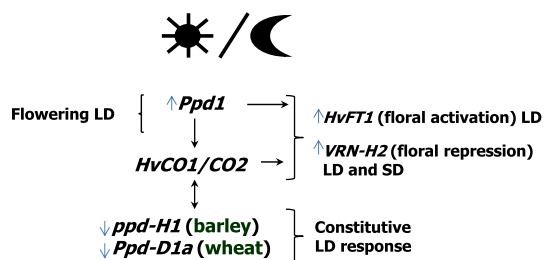 Flowering LD
↑Ppd1
↑HvFT1 (floral activation) LD
↑VRN-H2 (floral repression)
LD and SD
HvCO1/CO2
↓ppd-H1 (barley)
↓Ppd-D1a (wheat)
Constitutive
LD response